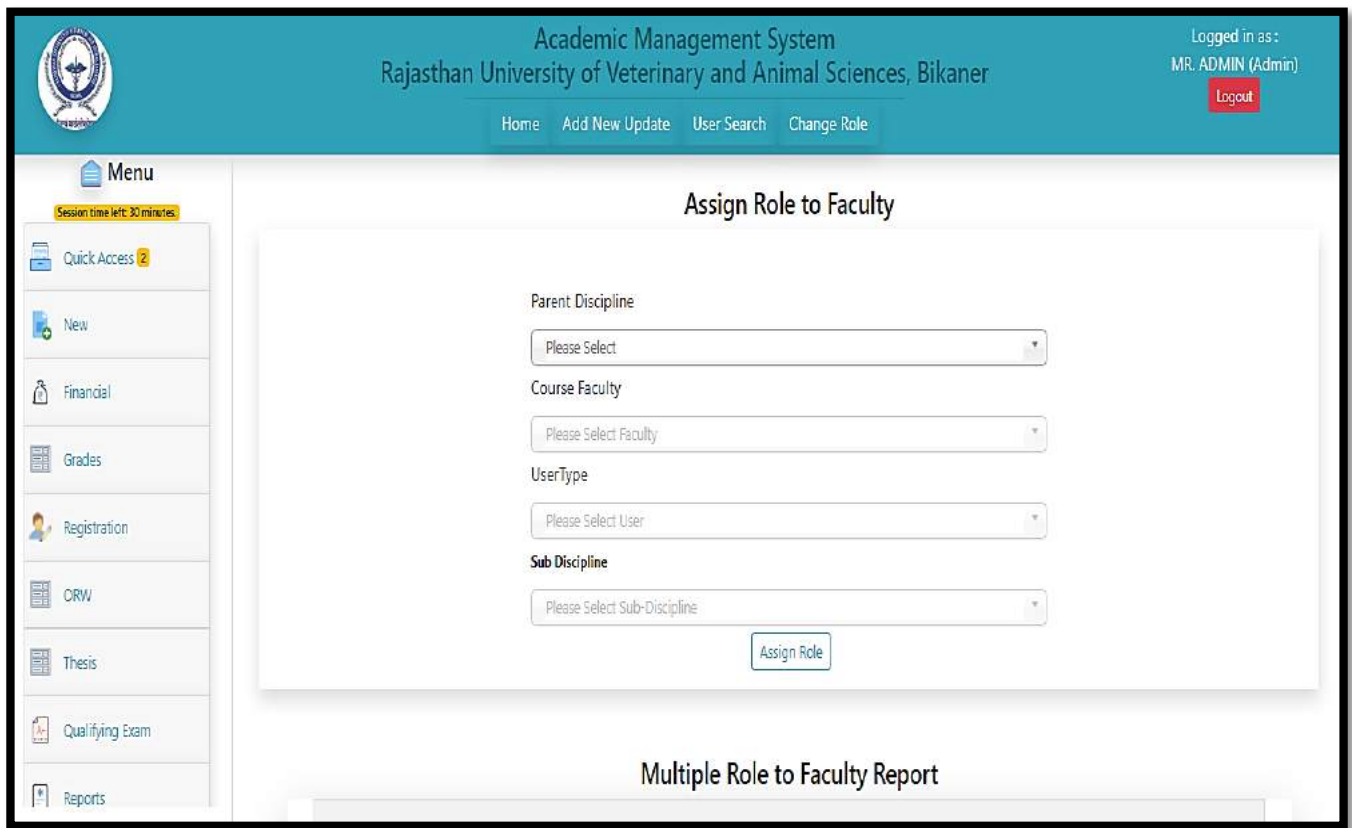 Academic Management System
Rajasthan University of Veterinary and Animal Sciences, Bikaner
Logged in as :
MR. ADMIN (Admin)
Logout
Home Add New Update User Search Change Role
Menu
Session time left: 30 minutes.
Quick Access 2
New
Financial
Grades
Registration
ORW
Thesis
Qualifying Exam
Reports
Assign Role to Faculty
Parent Discipline
Please Select
Course Faculty
Please Select Faculty
UserType
Please Select User
Sub Discipline
Please Select Sub-Discipline
Assign Role
Multiple Role to Faculty Report